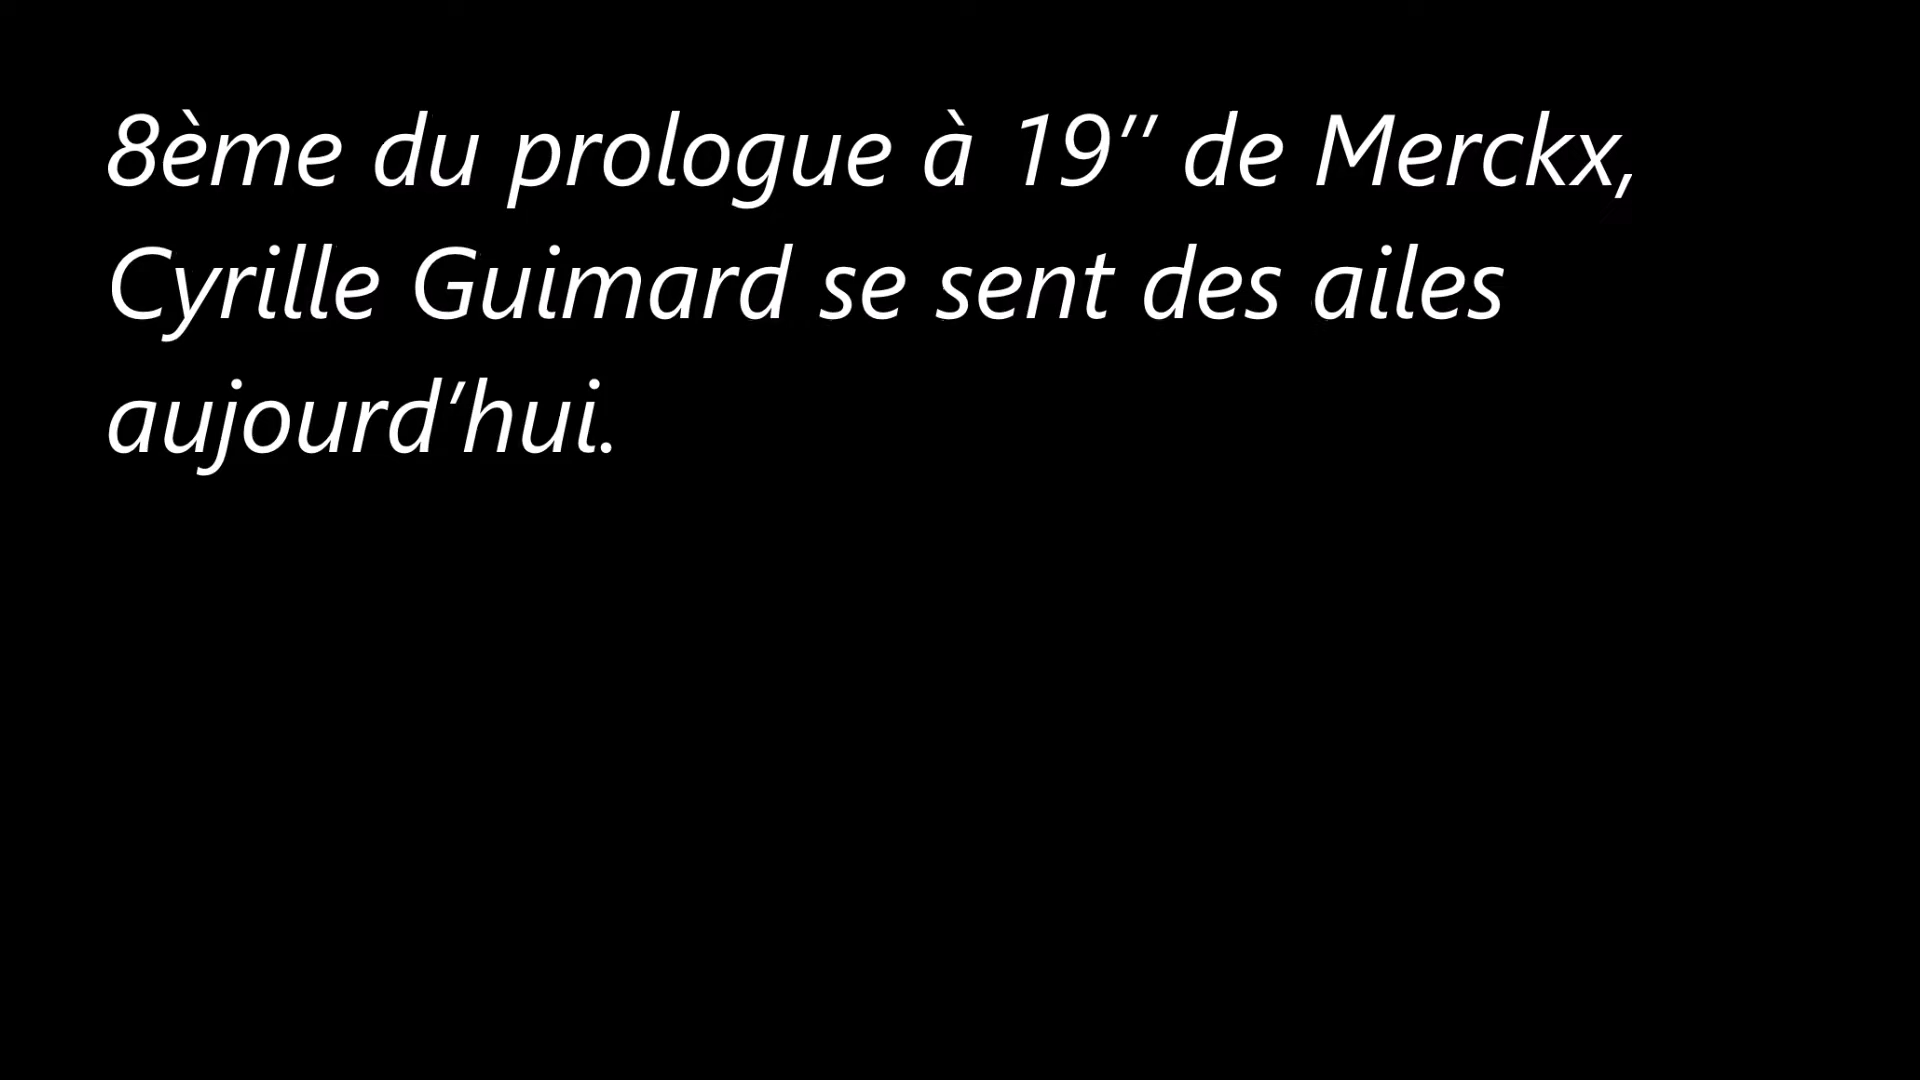 8ème du prologue à 19’’ de Merckx,
Cyrille Guimard se sent des ailes
aujourd’hui.